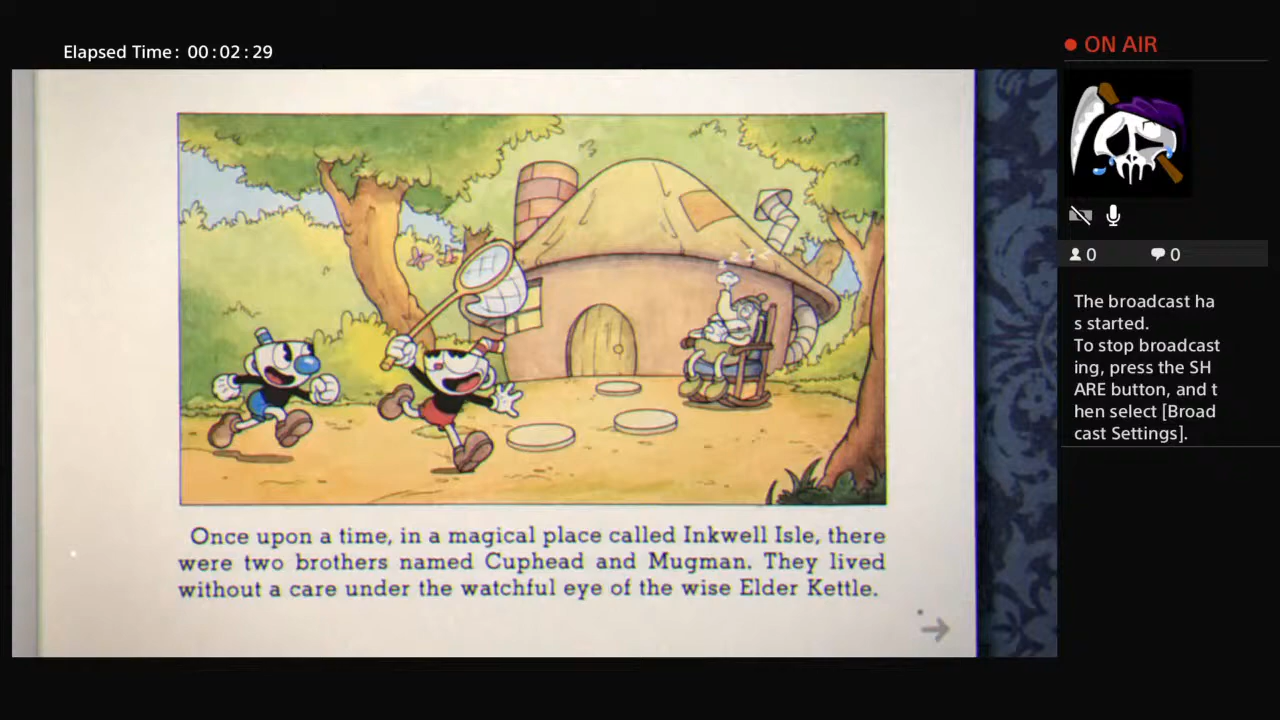 Elapsed Time: 00:02:29
ON AIR
0
0
The broadcast ha
s started.
To stop broadcast
ing, press the SH
ARE button, and t
hen select [Broad
cast Settings].
z z Z Z Z
Once upon a time, in a magical place called Inkwell Isle, there
were two brothers named Cuphead and Mugman. They lived
without a care under the watchful eye of the wise Elder Kettle.